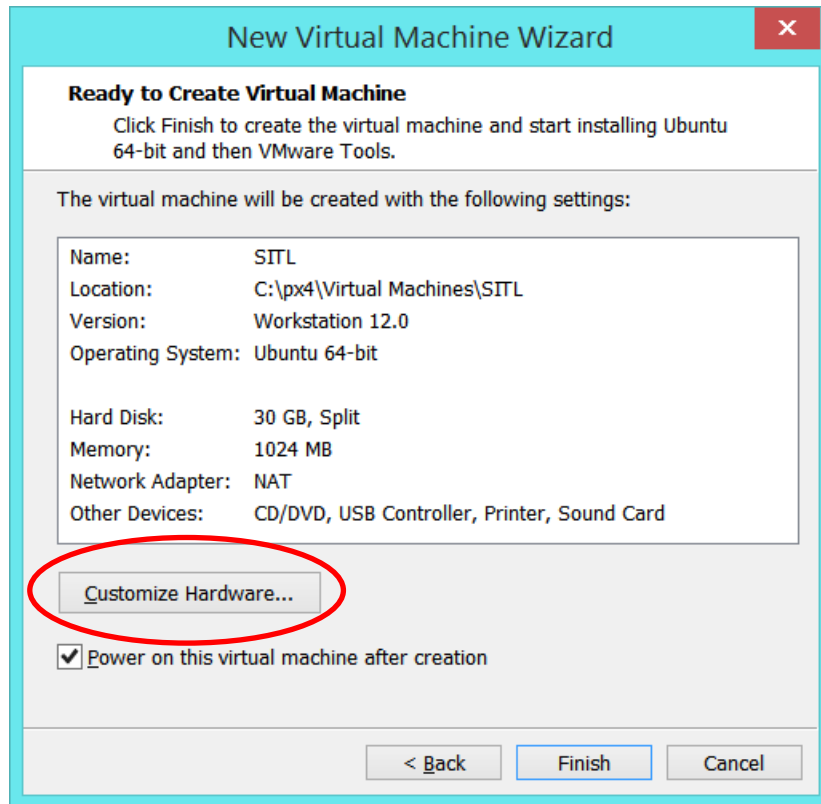 New Virtual Machine Wizard
Ready to Create Virtual Machine
Click Finish to create the virtual machine and start installing Ubuntu
64-bit and then VMware Tools.
The virtual machine will be created with the following settings:
Name: SITL
Location: C:\px4\Virtual Machines\SITL
Version: Workstation 12.0
Operating System: Ubuntu 64-bit
Hard Disk: 30 GB, Split
Memory: 1024 MB
Network Adapter: NAT
Other Devices: CD/DVD, USB Controller, Printer, Sound Card
Customize Hardware...
Power on this virtual machine after creation
< Back Finish Cancel